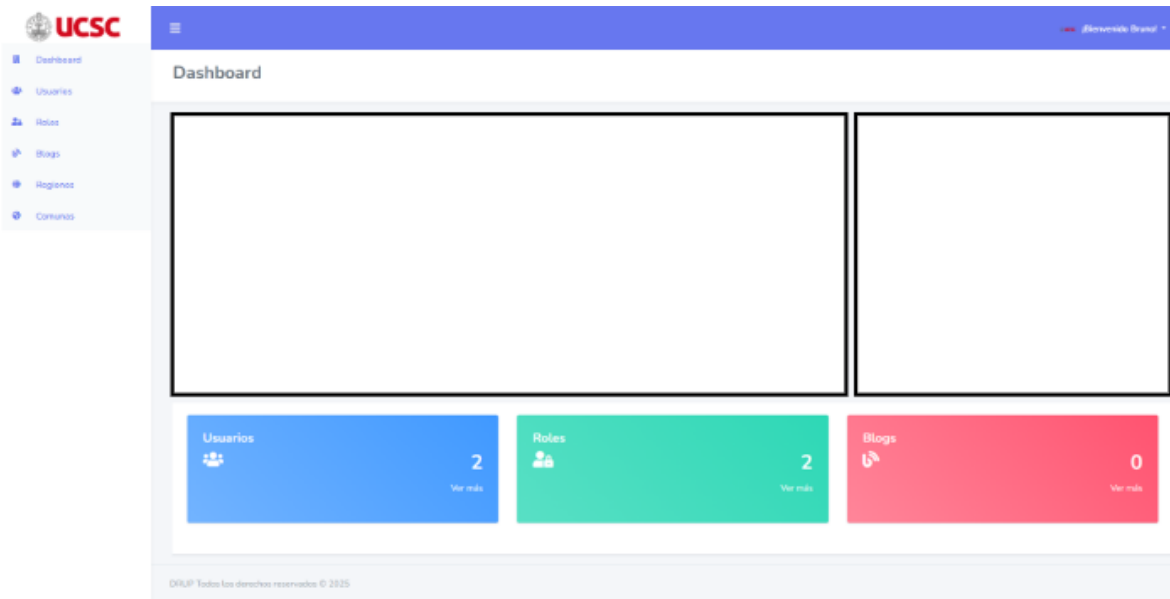 UCSC
¡Bienvenido Bruno!
Dashboard
Usuarios
Roles
Blogs
Regiones
Comunas
Dashboard
Usuarios
2
Ver más
Roles
2
Ver más
Blogs
0
Ver más
DRUP Todos los derechos reservados © 2025